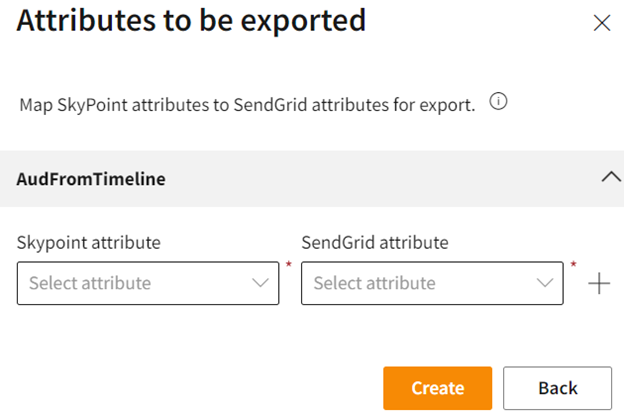 Attributes to be exported
Map SkyPoint attributes to SendGrid attributes for export.
AudFromTimeline
Skypoint attribute SendGrid attribute
Select attribute * Select attribute *
Create Back